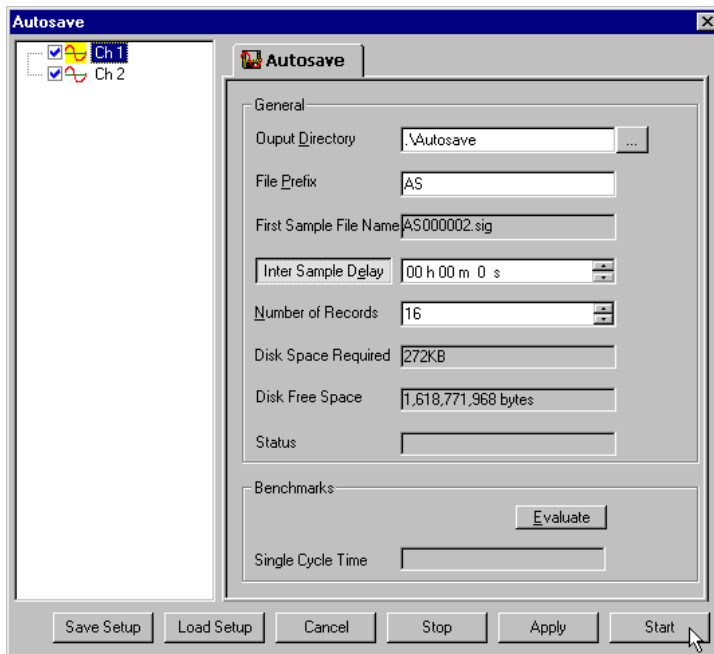 Autosave
Ch 1
Ch 2
Autosave
General
Ouput Directory .\Autosave ...
File Prefix AS
First Sample File Name AS000002.sig
Inter Sample Delay 00 h 00 m 0 s
Number of Records 16
Disk Space Required 272KB
Disk Free Space 1,618,771,968 bytes
Status
Benchmarks
Evaluate
Single Cycle Time
Save Setup Load Setup Cancel Stop Apply Start